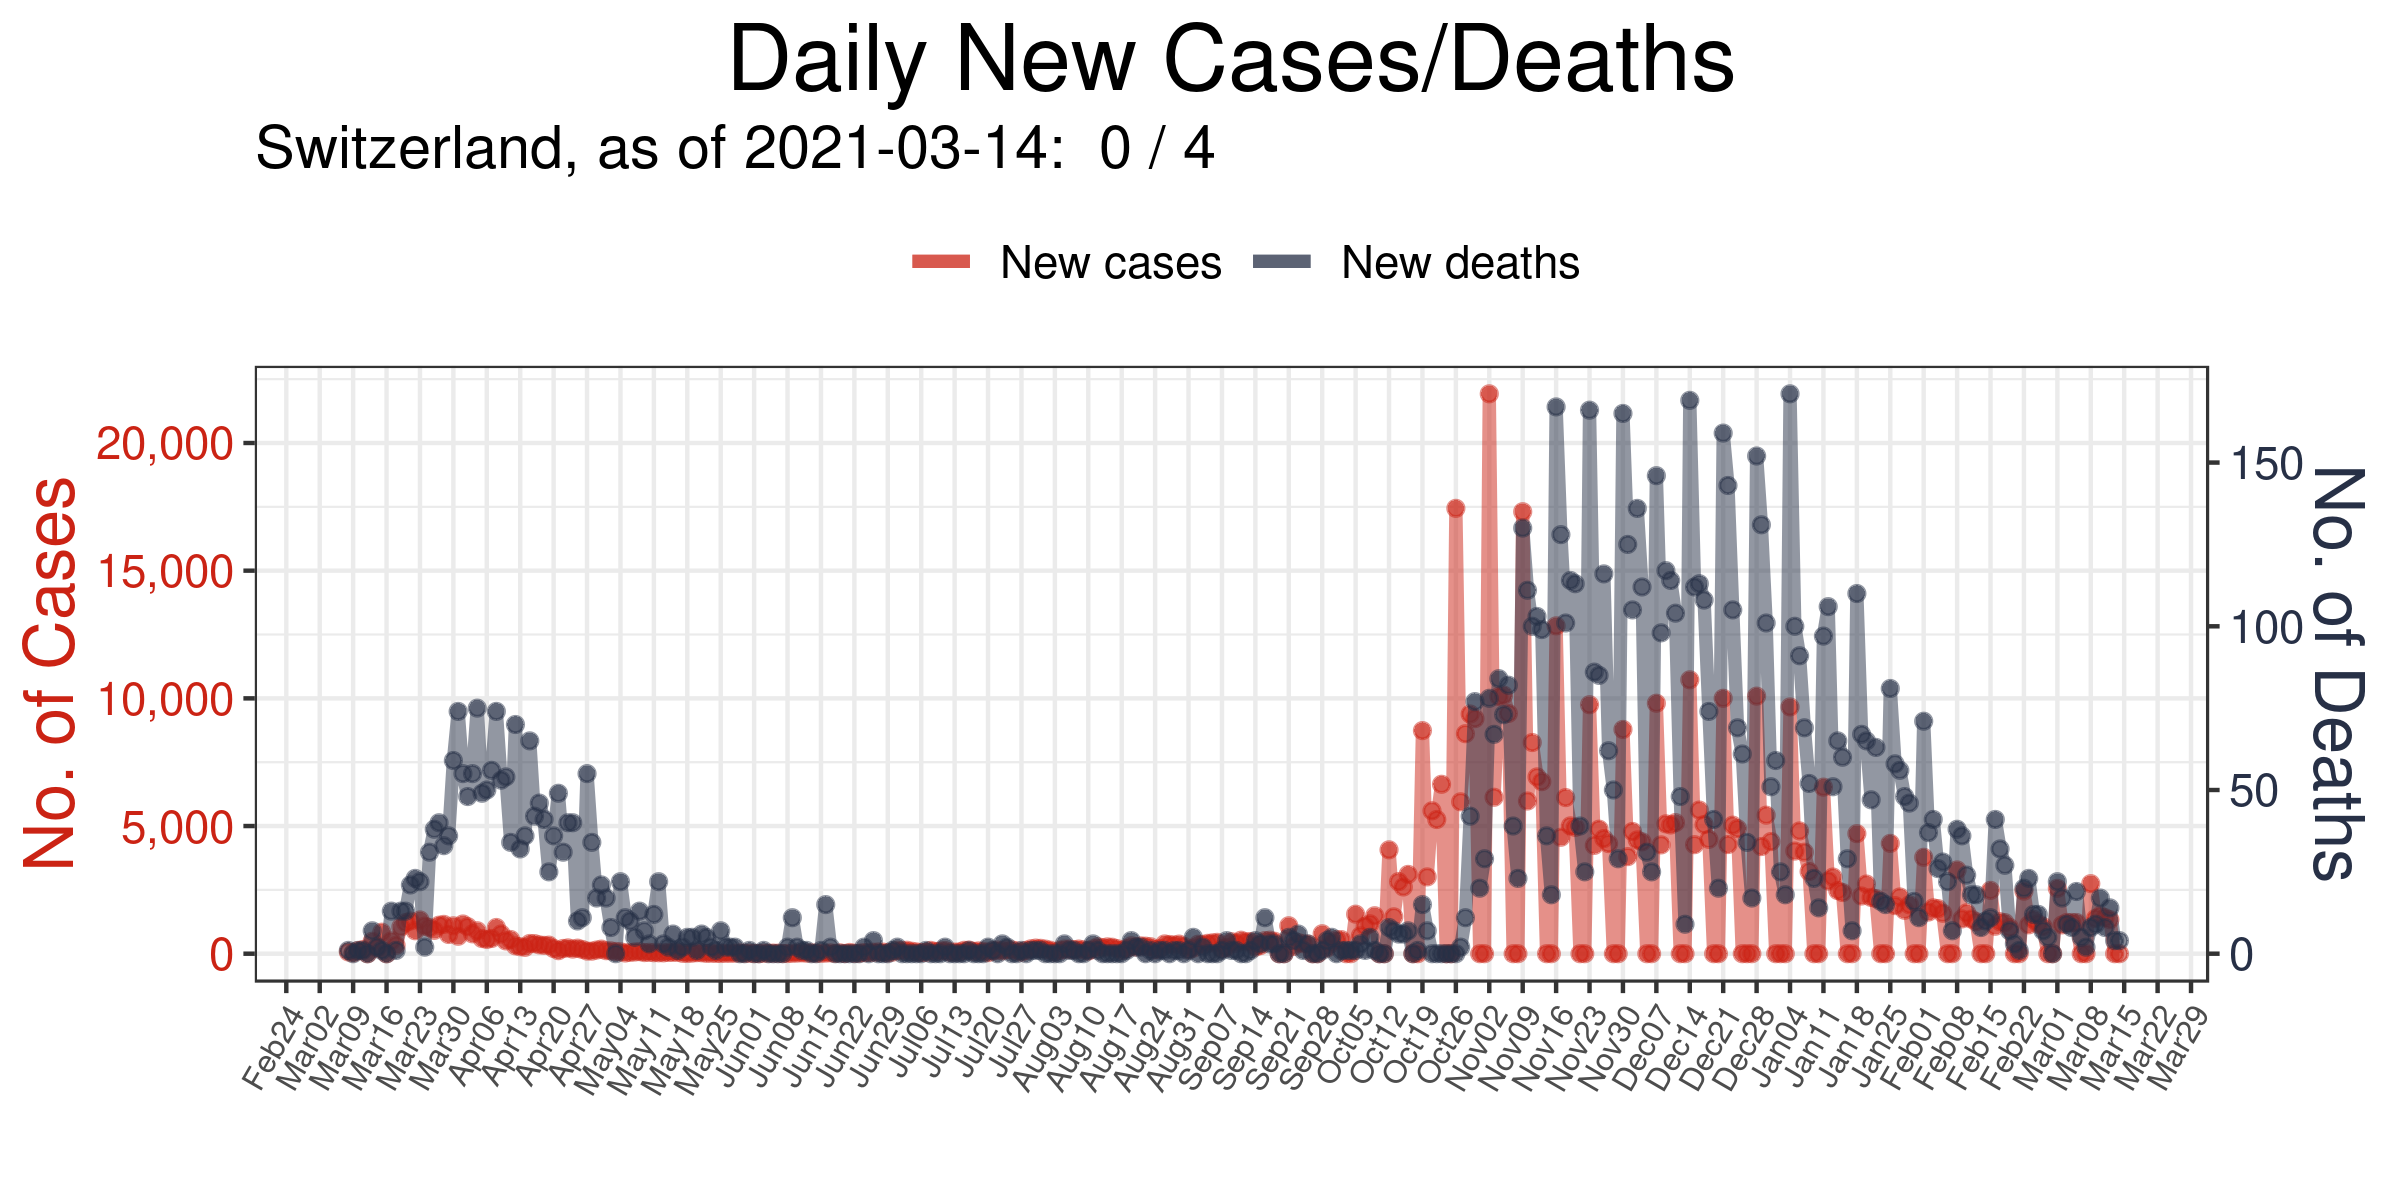 Daily New Cases/Deaths
Switzerland, as of 2021-03-14:  0 / 4
New cases
New deaths
No. of Cases
20,000
15,000
10,000
5,000
0
150
100
50
0
No. of Deaths
Feb24
Mar02
Mar09
Mar16
Mar23
Mar30
Apr06
Apr13
Apr20
Apr27
May04
May11
May18
May25
Jun01
Jun08
Jun15
Jun22
Jun29
Jul06
Jul13
Jul20
Jul27
Aug03
Aug10
Aug17
Aug24
Aug31
Sep07
Sep14
Sep21
Sep28
Oct05
Oct12
Oct19
Oct26
Nov02
Nov09
Nov16
Nov23
Nov30
Dec07
Dec14
Dec21
Dec28
Jan04
Jan11
Jan18
Jan25
Feb01
Feb08
Feb15
Feb22
Mar01
Mar08
Mar15
Mar22
Mar29